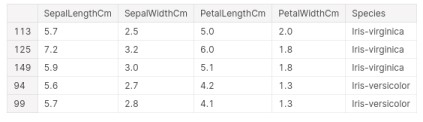 SepalLengthCm SepalWidthCm PetalLengthCm PetalWidthCm Species
113 5.7 2.5 5.0 2.0 Iris-virginica
125 7.2 3.2 6.0 1.8 Iris-virginica
149 5.9 3.0 5.1 1.8 Iris-virginica
94 5.6 2.7 4.2 1.3 Iris-versicolor
99 5.7 2.8 4.1 1.3 Iris-versicolor